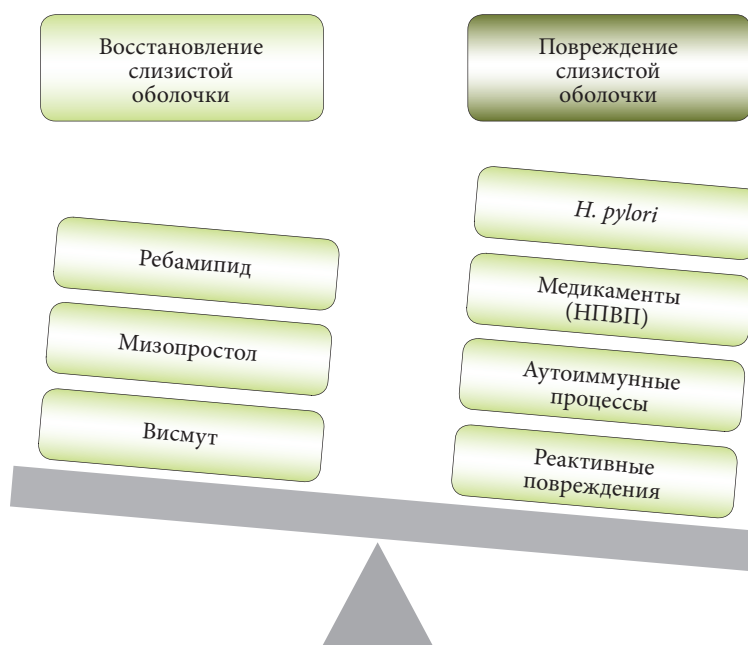 Восстановление
слизистой
оболочки
Повреждение
слизистой
оболочки
Ребамипид
Мизопростол
Висмут
H. pylori
Медикаменты
(НПВП)
Аутоиммунные
процессы
Реактивные
повреждения